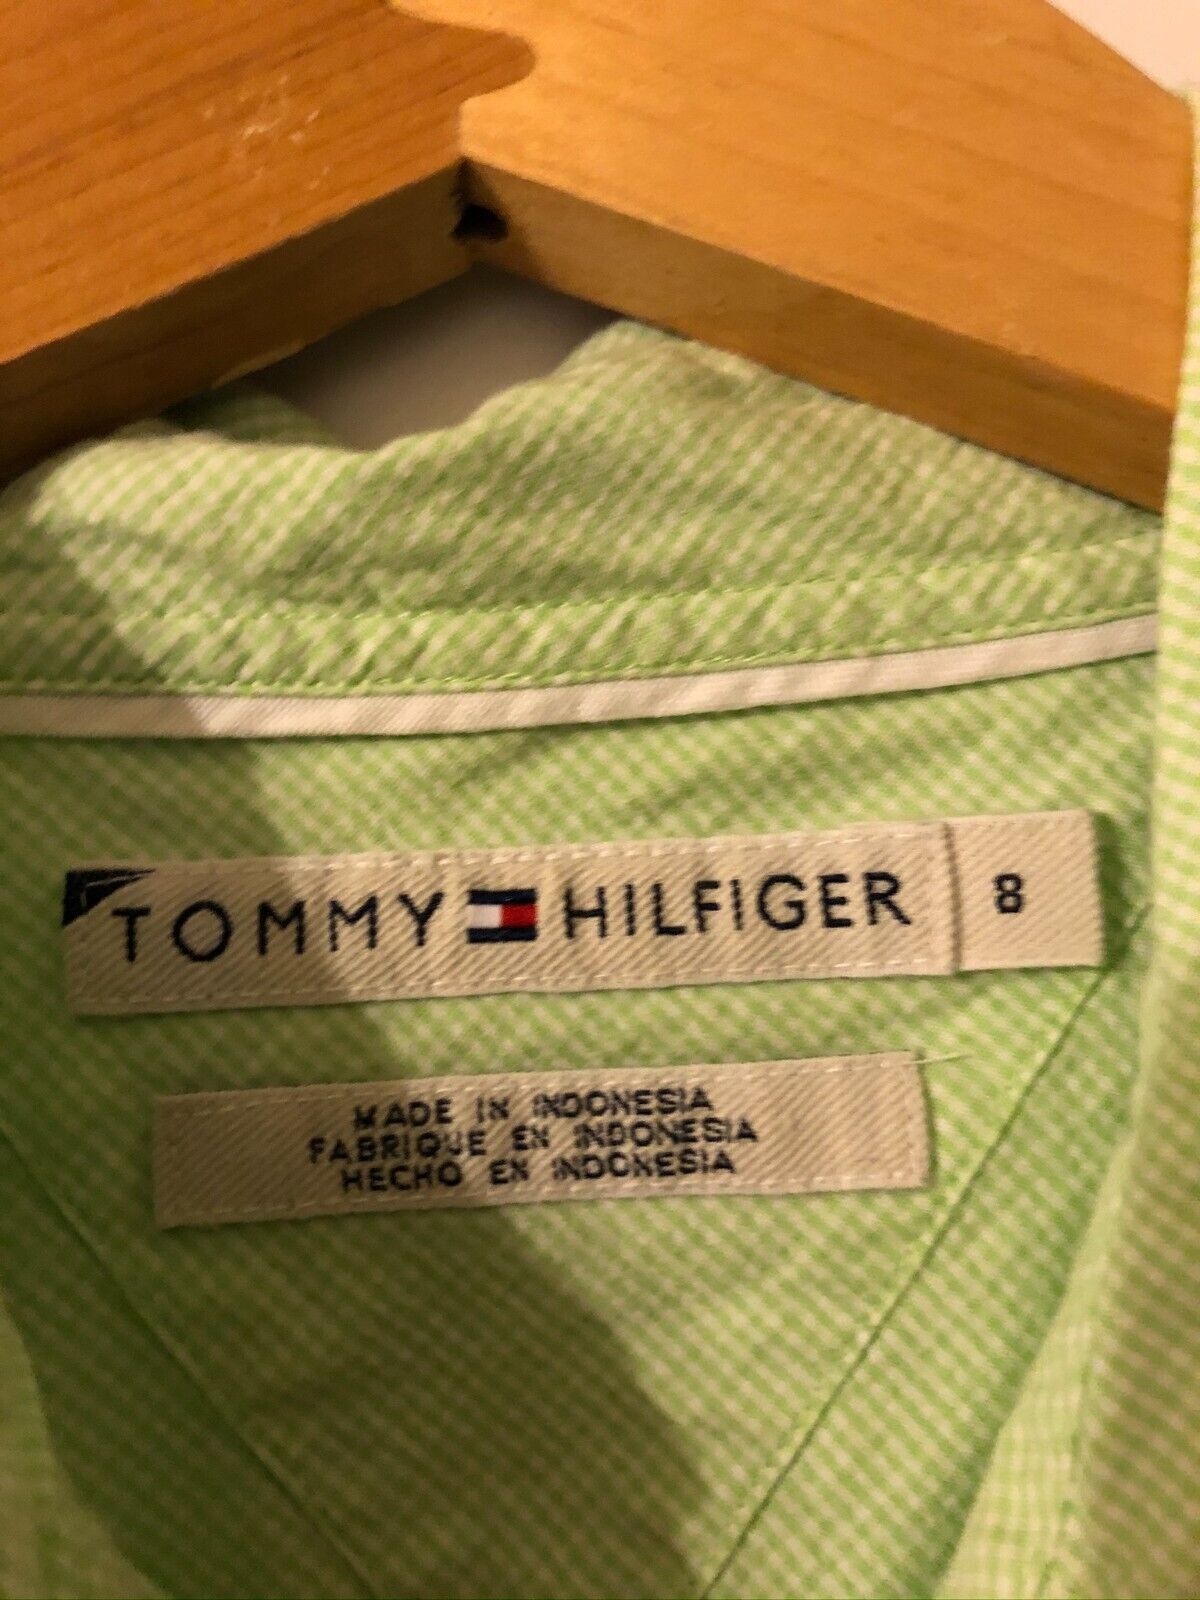 TOMMY HILFIGER 8
MADE IN INDONESIA
FABRIQUE EN INDONESIA
HECHO EN INDONESIA